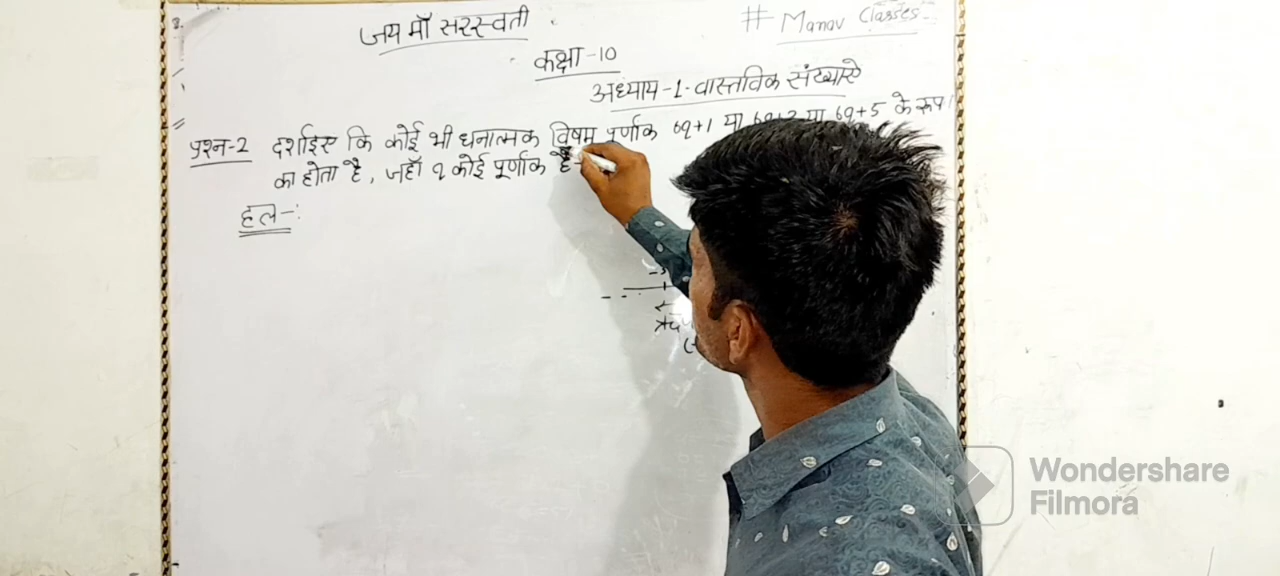 जय माँ सरस्वती
# Manav Classes
कक्षा-10
अध्याय-1.वास्तविक संख्याऐ
प्रश्न-2 दर्शाइए कि कोई भी धनात्मक विषम पूर्णाक 6q+1 या 6q+3 या 6q+5 के रूप
का होता है, जहाँ q कोई पूर्णाक है-
हल-:
Wondershare
Filmora